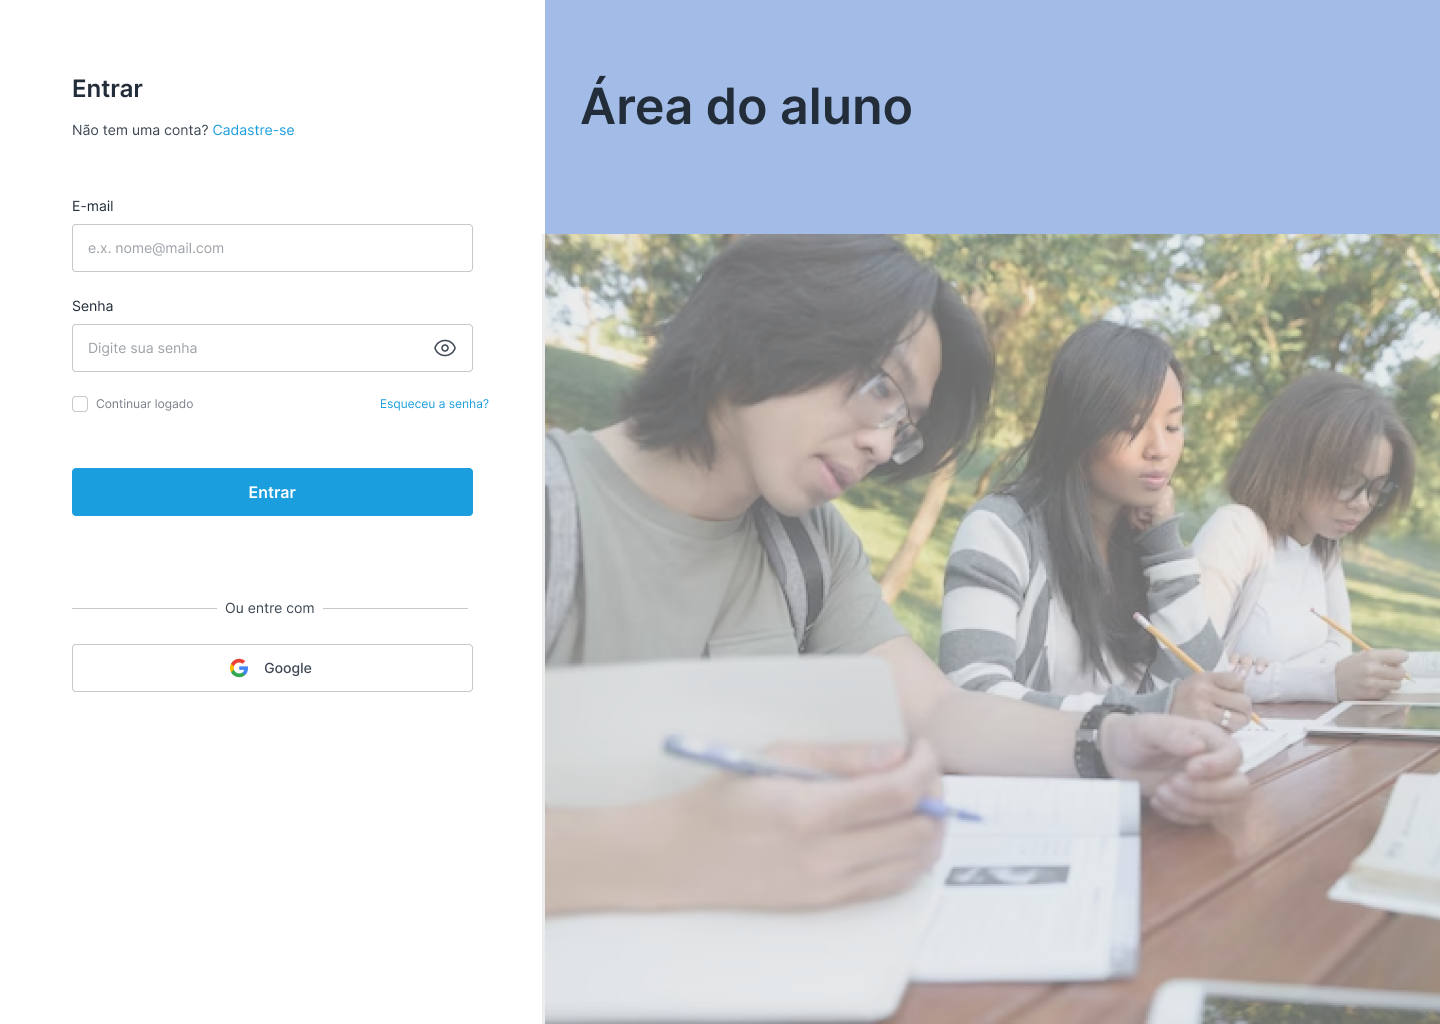 Entrar
Não tem uma conta? Cadastre-se
E-mail
e.x. nome@mail.com
Senha
Digite sua senha
Continuar logado
Esqueceu a senha?
Entrar
Ou entre com
Google
Área do aluno